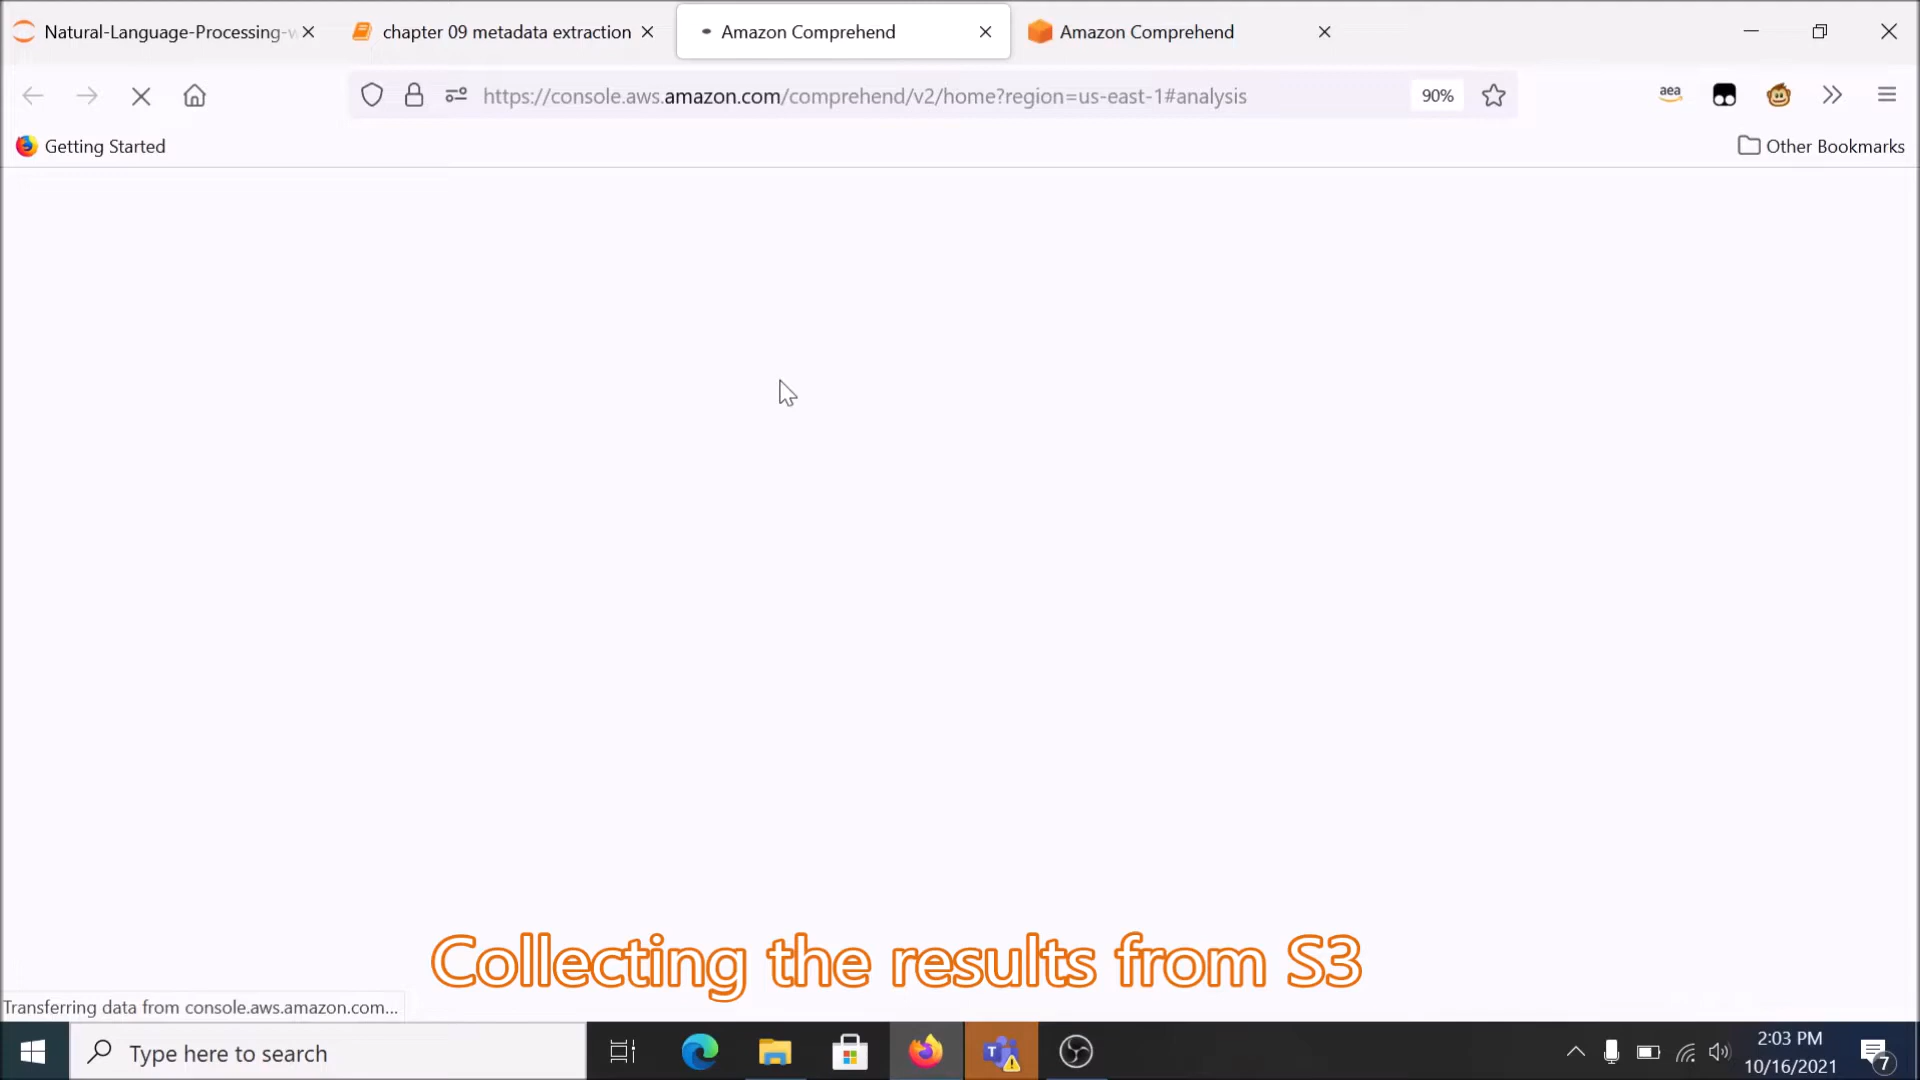 Natural-Language-Processing-w
chapter 09 metadata extraction
Amazon Comprehend
Amazon Comprehend
https://console.aws.amazon.com/comprehend/v2/home?region=us-east-1#analysis
90%
aea
Getting Started
Other Bookmarks
Collecting the results from S3
Transferring data from console.aws.amazon.com...
Type here to search
2:03 PM
10/16/2021
7